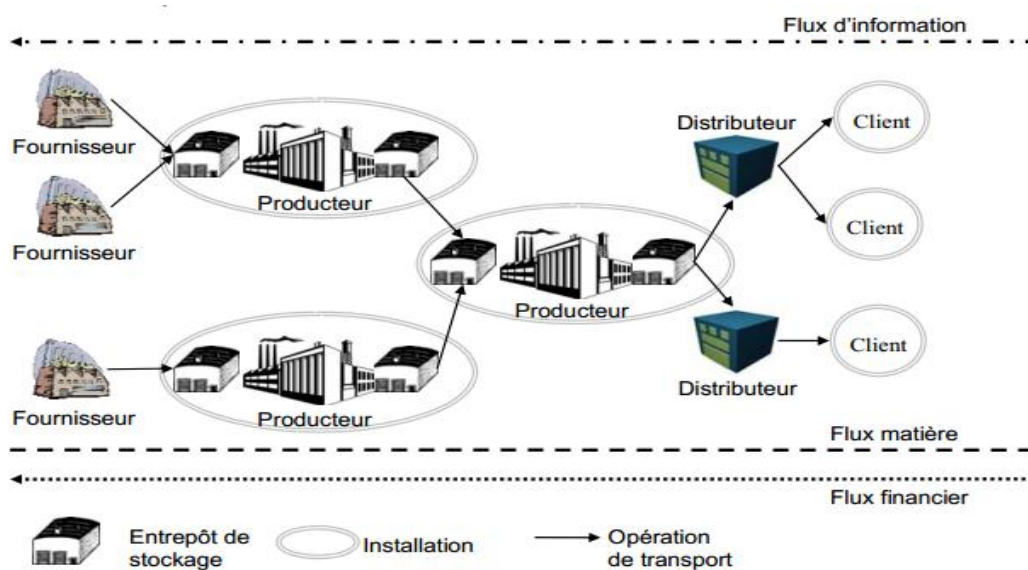 Flux d'information
Fournisseur
Fournisseur
Fournisseur
Producteur
Producteur
Producteur
Distributeur
Distributeur
Client
Client
Client
Flux matière
Flux financier
Entrepôt de
stockage
Installation
Opération
de transport